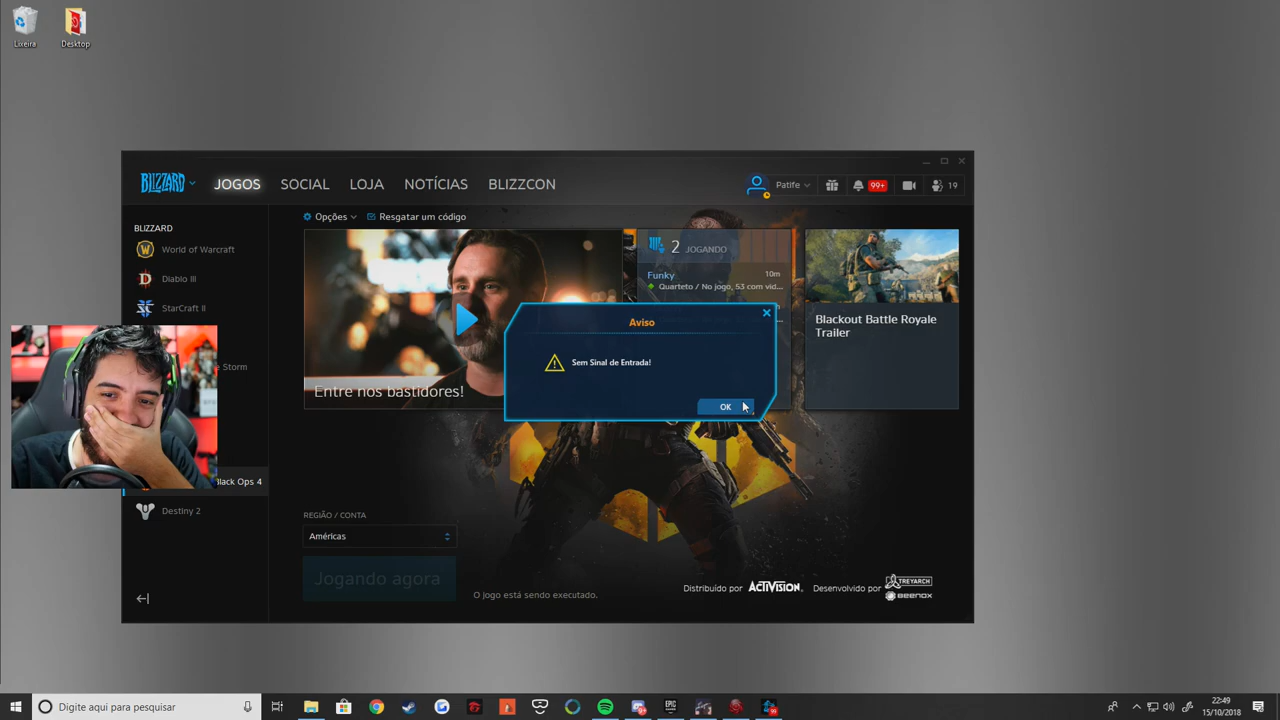 Lixeira
Desktop
BLIZZARD
JOGOS
SOCIAL
LOJA
NOTÍCIAS
BLIZZCON
Patife
99+
19
Opções
Resgatar um código
BLIZZARD
World of Warcraft
Diablo III
StarCraft II
Storm
Black Ops 4
Destiny 2
Entre nos bastidores!
2 JOGANDO
Funky
10m
Quarteto / No jogo, 53 com vid...
Blackout Battle Royale
Trailer
Aviso
Sem Sinal de Entrada!
OK
REGIÃO / CONTA
Américas
Jogando agora
O jogo está sendo executado.
Distribuído por
ACTIVISION
Desenvolvido por
TREYARCH
BEENOX
Digite aqui para pesquisar
EPIC
GAMES
22:49
15/10/2018